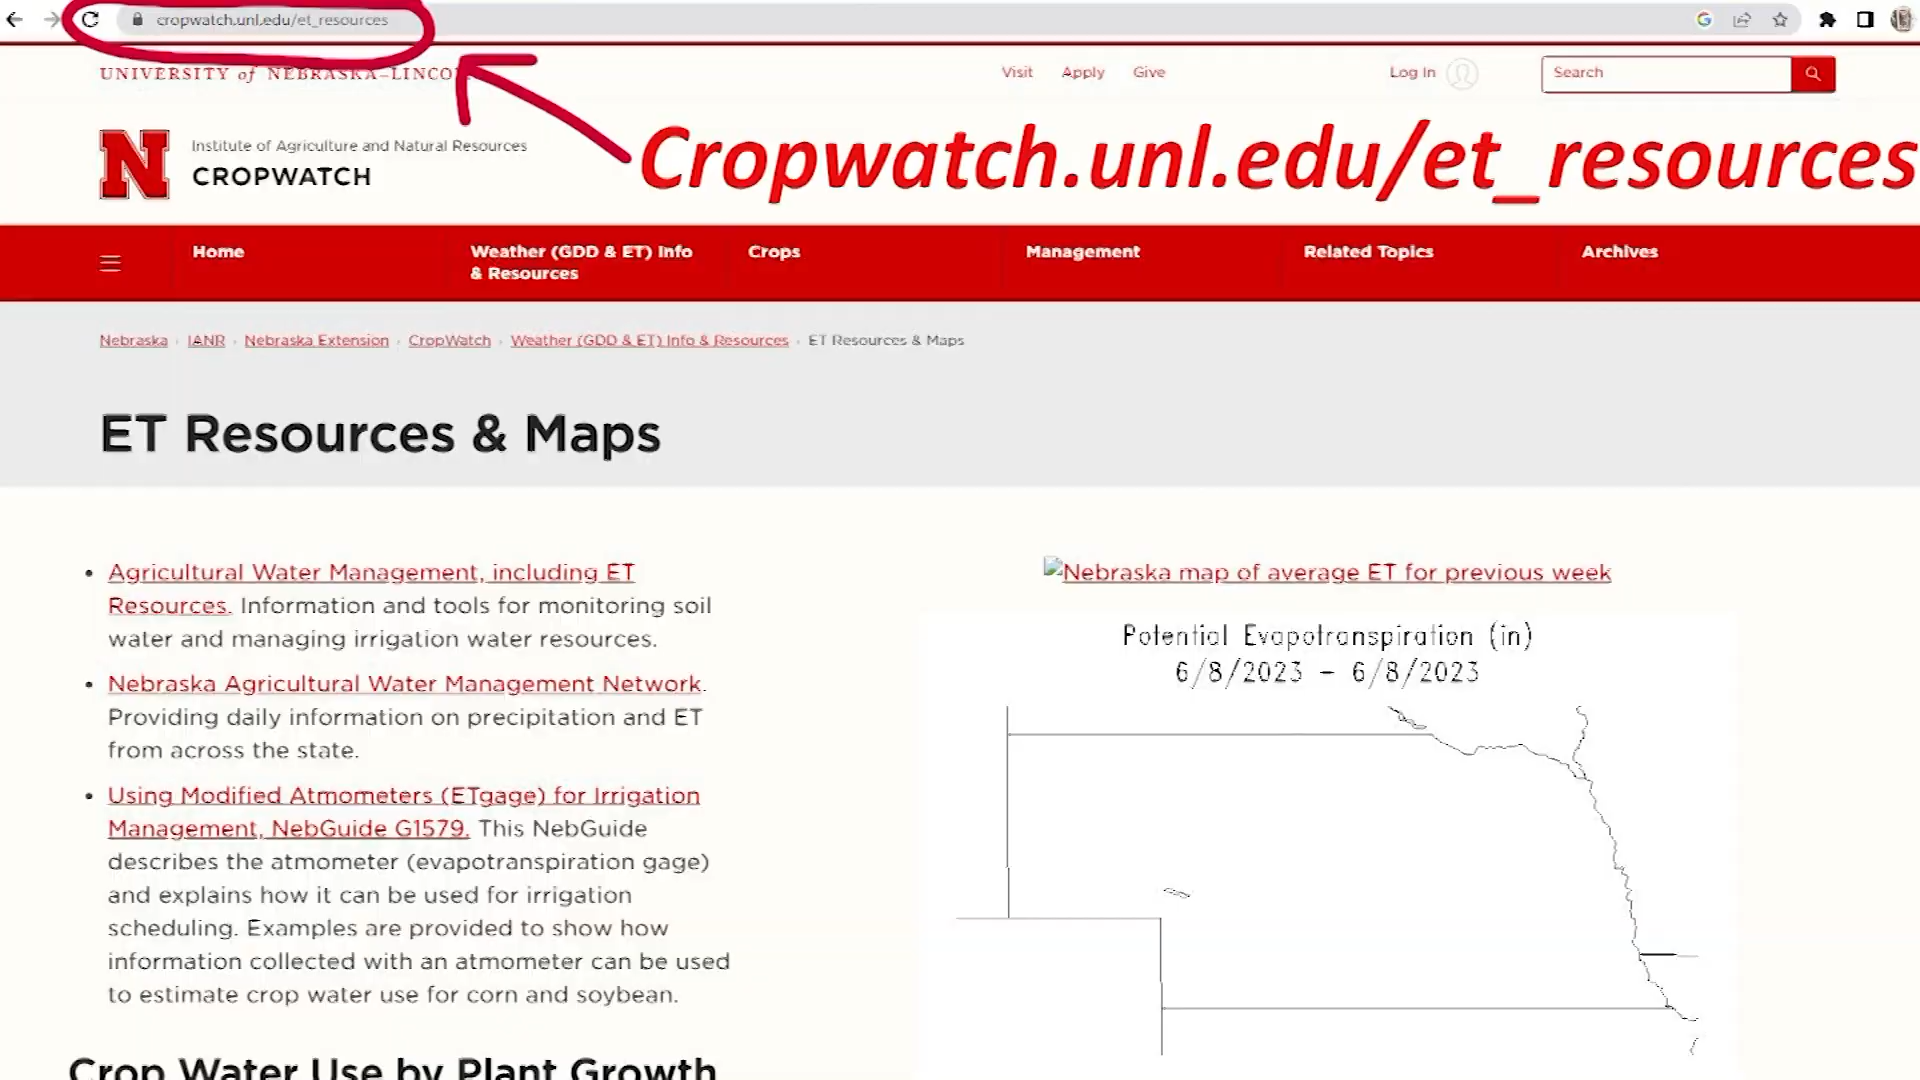 cropwatch.unl.edu/et_resources
UNIVERSITY of NEBRASKA–LINCO
Visit Apply Give Log In Search
Institute of Agriculture and Natural Resources
CROPWATCH
Cropwatch.unl.edu/et_resources
Home
Weather (GDD & ET) Info
& Resources
Crops
Management
Related Topics
Archives
Nebraska › IANR › Nebraska Extension › CropWatch › Weather (GDD & ET) Info & Resources › ET Resources & Maps
ET Resources & Maps
• Agricultural Water Management, including ET
Resources. Information and tools for monitoring soil
water and managing irrigation water resources.
• Nebraska Agricultural Water Management Network.
Providing daily information on precipitation and ET
from across the state.
• Using Modified Atmometers (ETgage) for Irrigation
Management, NebGuide G1579. This NebGuide
describes the atmometer (evapotranspiration gage)
and explains how it can be used for irrigation
scheduling. Examples are provided to show how
information collected with an atmometer can be used
to estimate crop water use for corn and soybean.
Crop Water Use by Plant Growth
Nebraska map of average ET for previous week
Potential Evapotranspiration (in)
6/8/2023 – 6/8/2023